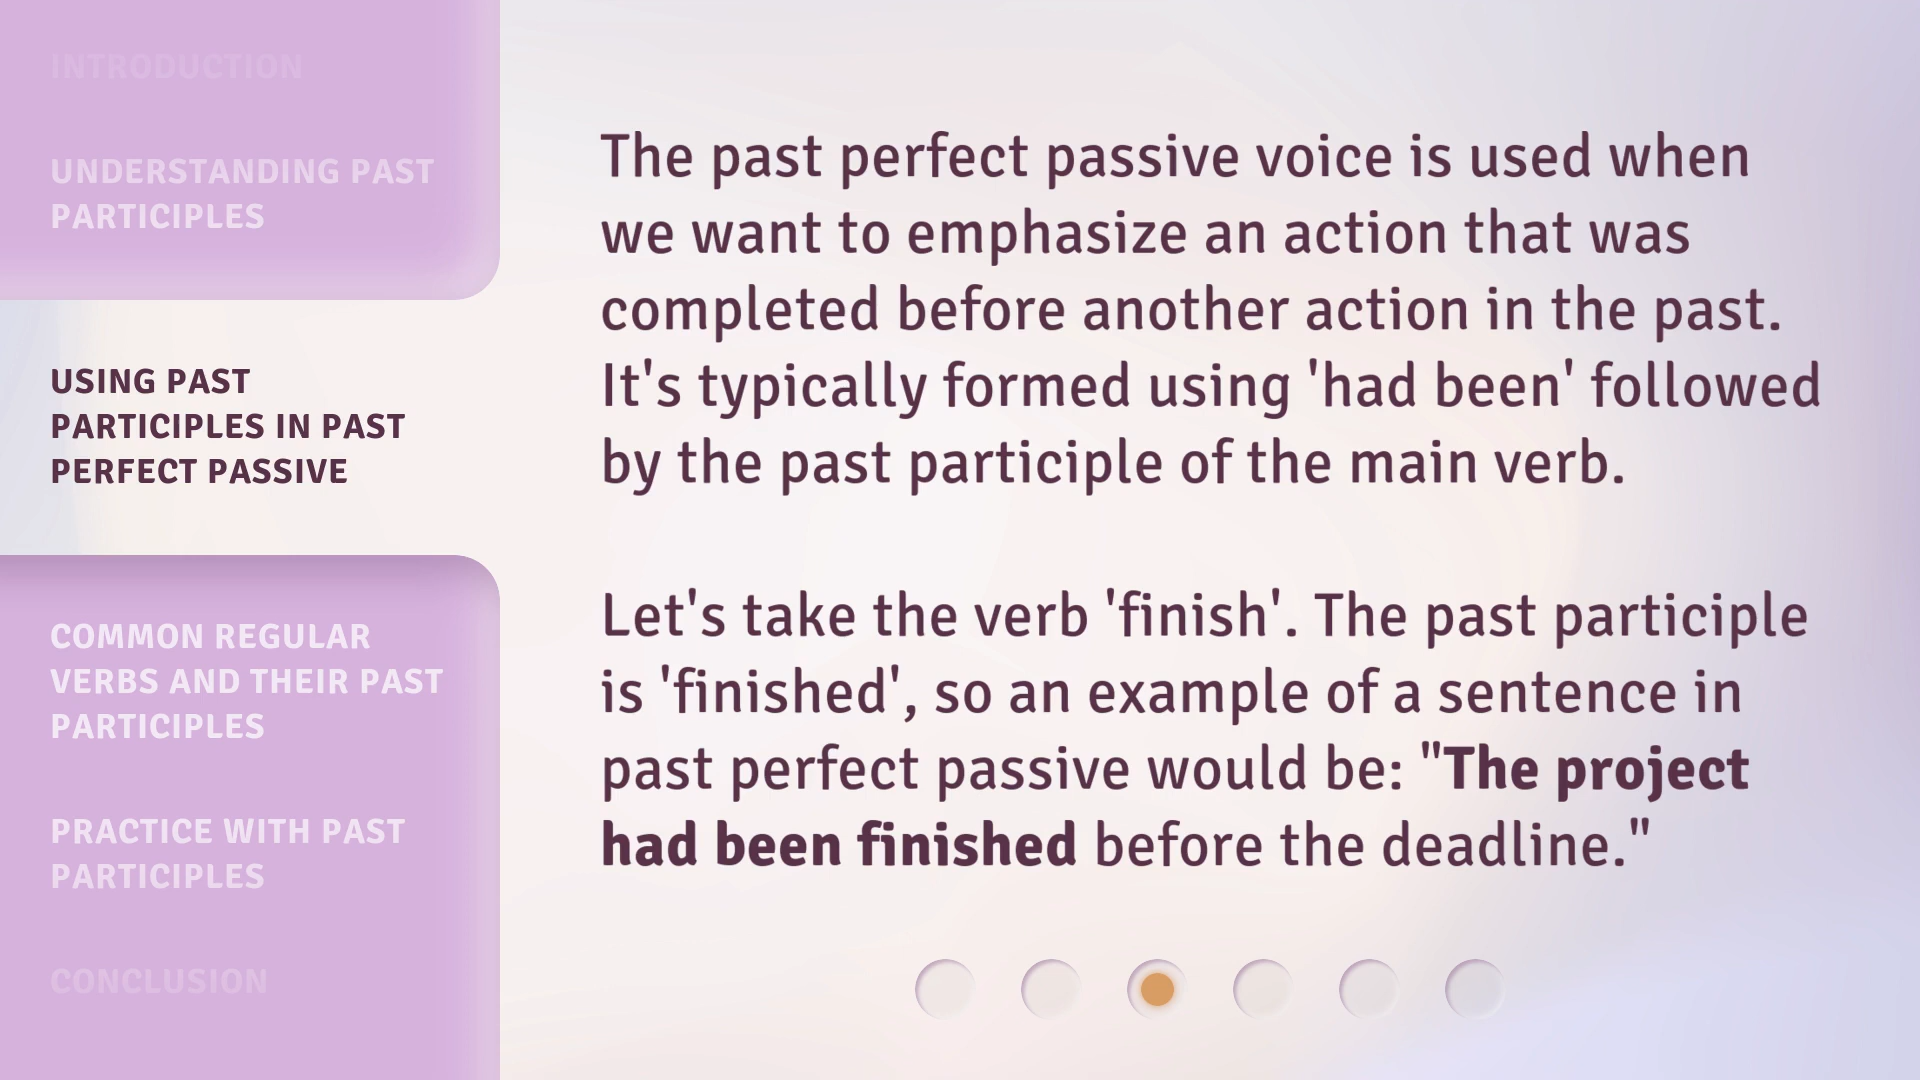 INTRODUCTION
UNDERSTANDING PAST
PARTICIPLES
USING PAST
PARTICIPLES IN PAST
PERFECT PASSIVE
COMMON REGULAR
VERBS AND THEIR PAST
PARTICIPLES
PRACTICE WITH PAST
PARTICIPLES
CONCLUSION
The past perfect passive voice is used when
we want to emphasize an action that was
completed before another action in the past.
It's typically formed using 'had been' followed
by the past participle of the main verb.
Let's take the verb 'finish'. The past participle
is 'finished', so an example of a sentence in
past perfect passive would be: "The project
had been finished before the deadline."